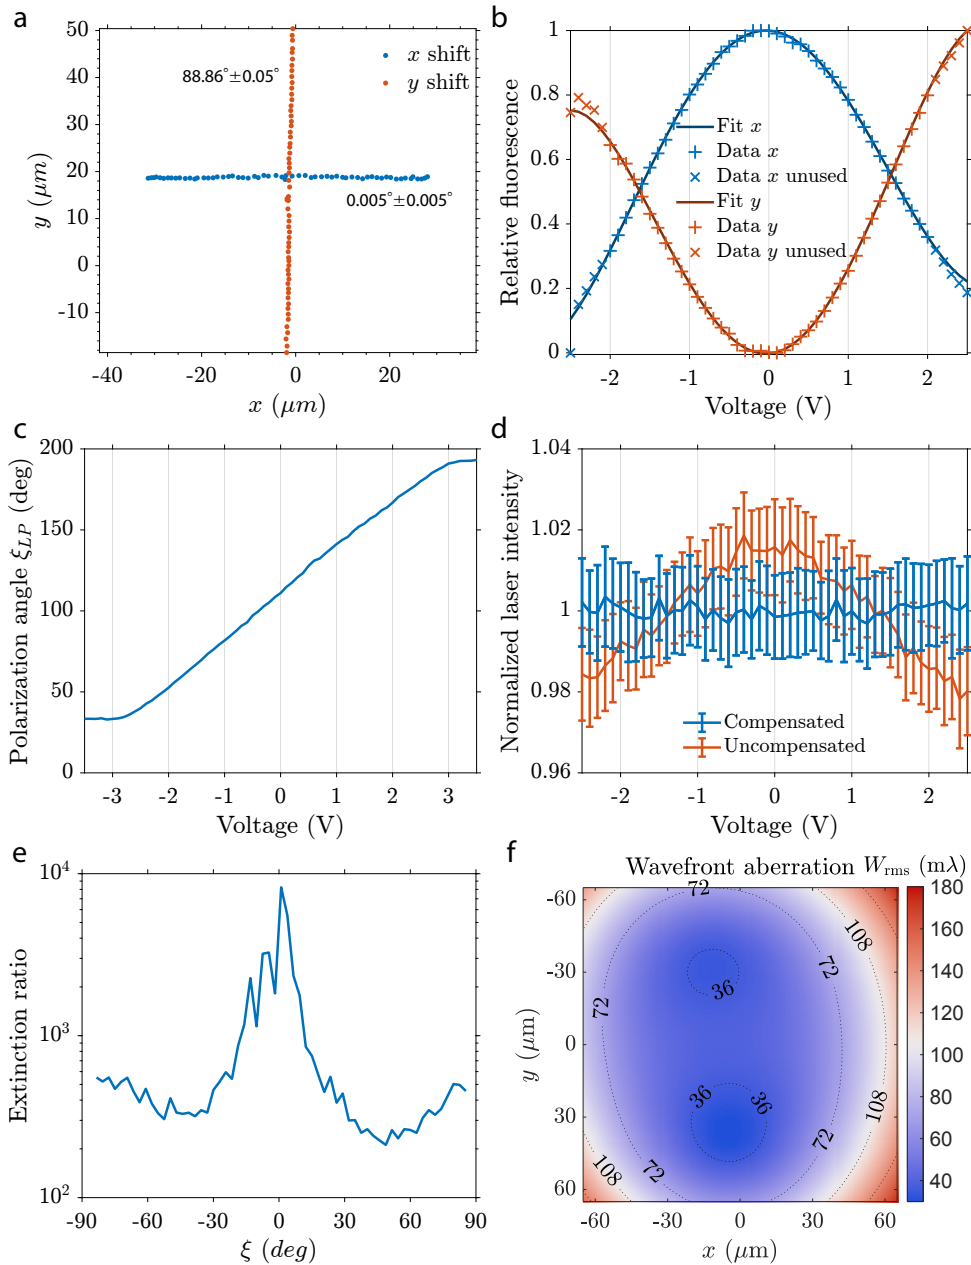 a
50
40
30
20
10
0
-10
y (μm)
-40
-20
0
20
x (μm)
x shift
y shift
88.86°±0.05°
0.005°±0.005°
b
1
0.8
0.6
0.4
0.2
0
Relative fluorescence
-2
-1
0
1
2
Voltage (V)
Fit x
Data x
Data x unused
Fit y
Data y
Data y unused
c
200
150
100
50
0
Polarization angle ξLP (deg)
-3
-2
-1
0
1
2
3
Voltage (V)
d
1.04
1.02
1
0.98
0.96
Normalized laser intensity
-2
-1
0
1
2
Voltage (V)
Compensated
Uncompensated
e
10⁴
10³
10²
Extinction ratio
-90
-60
-30
0
30
60
90
ξ (deg)
f
Wavefront aberration Wrms (mλ)
-60
-30
0
30
60
y (μm)
-60
-30
0
30
60
x (μm)
72
108
72
36
72
36
36
108
72
72
108
180
160
140
120
100
80
60
40